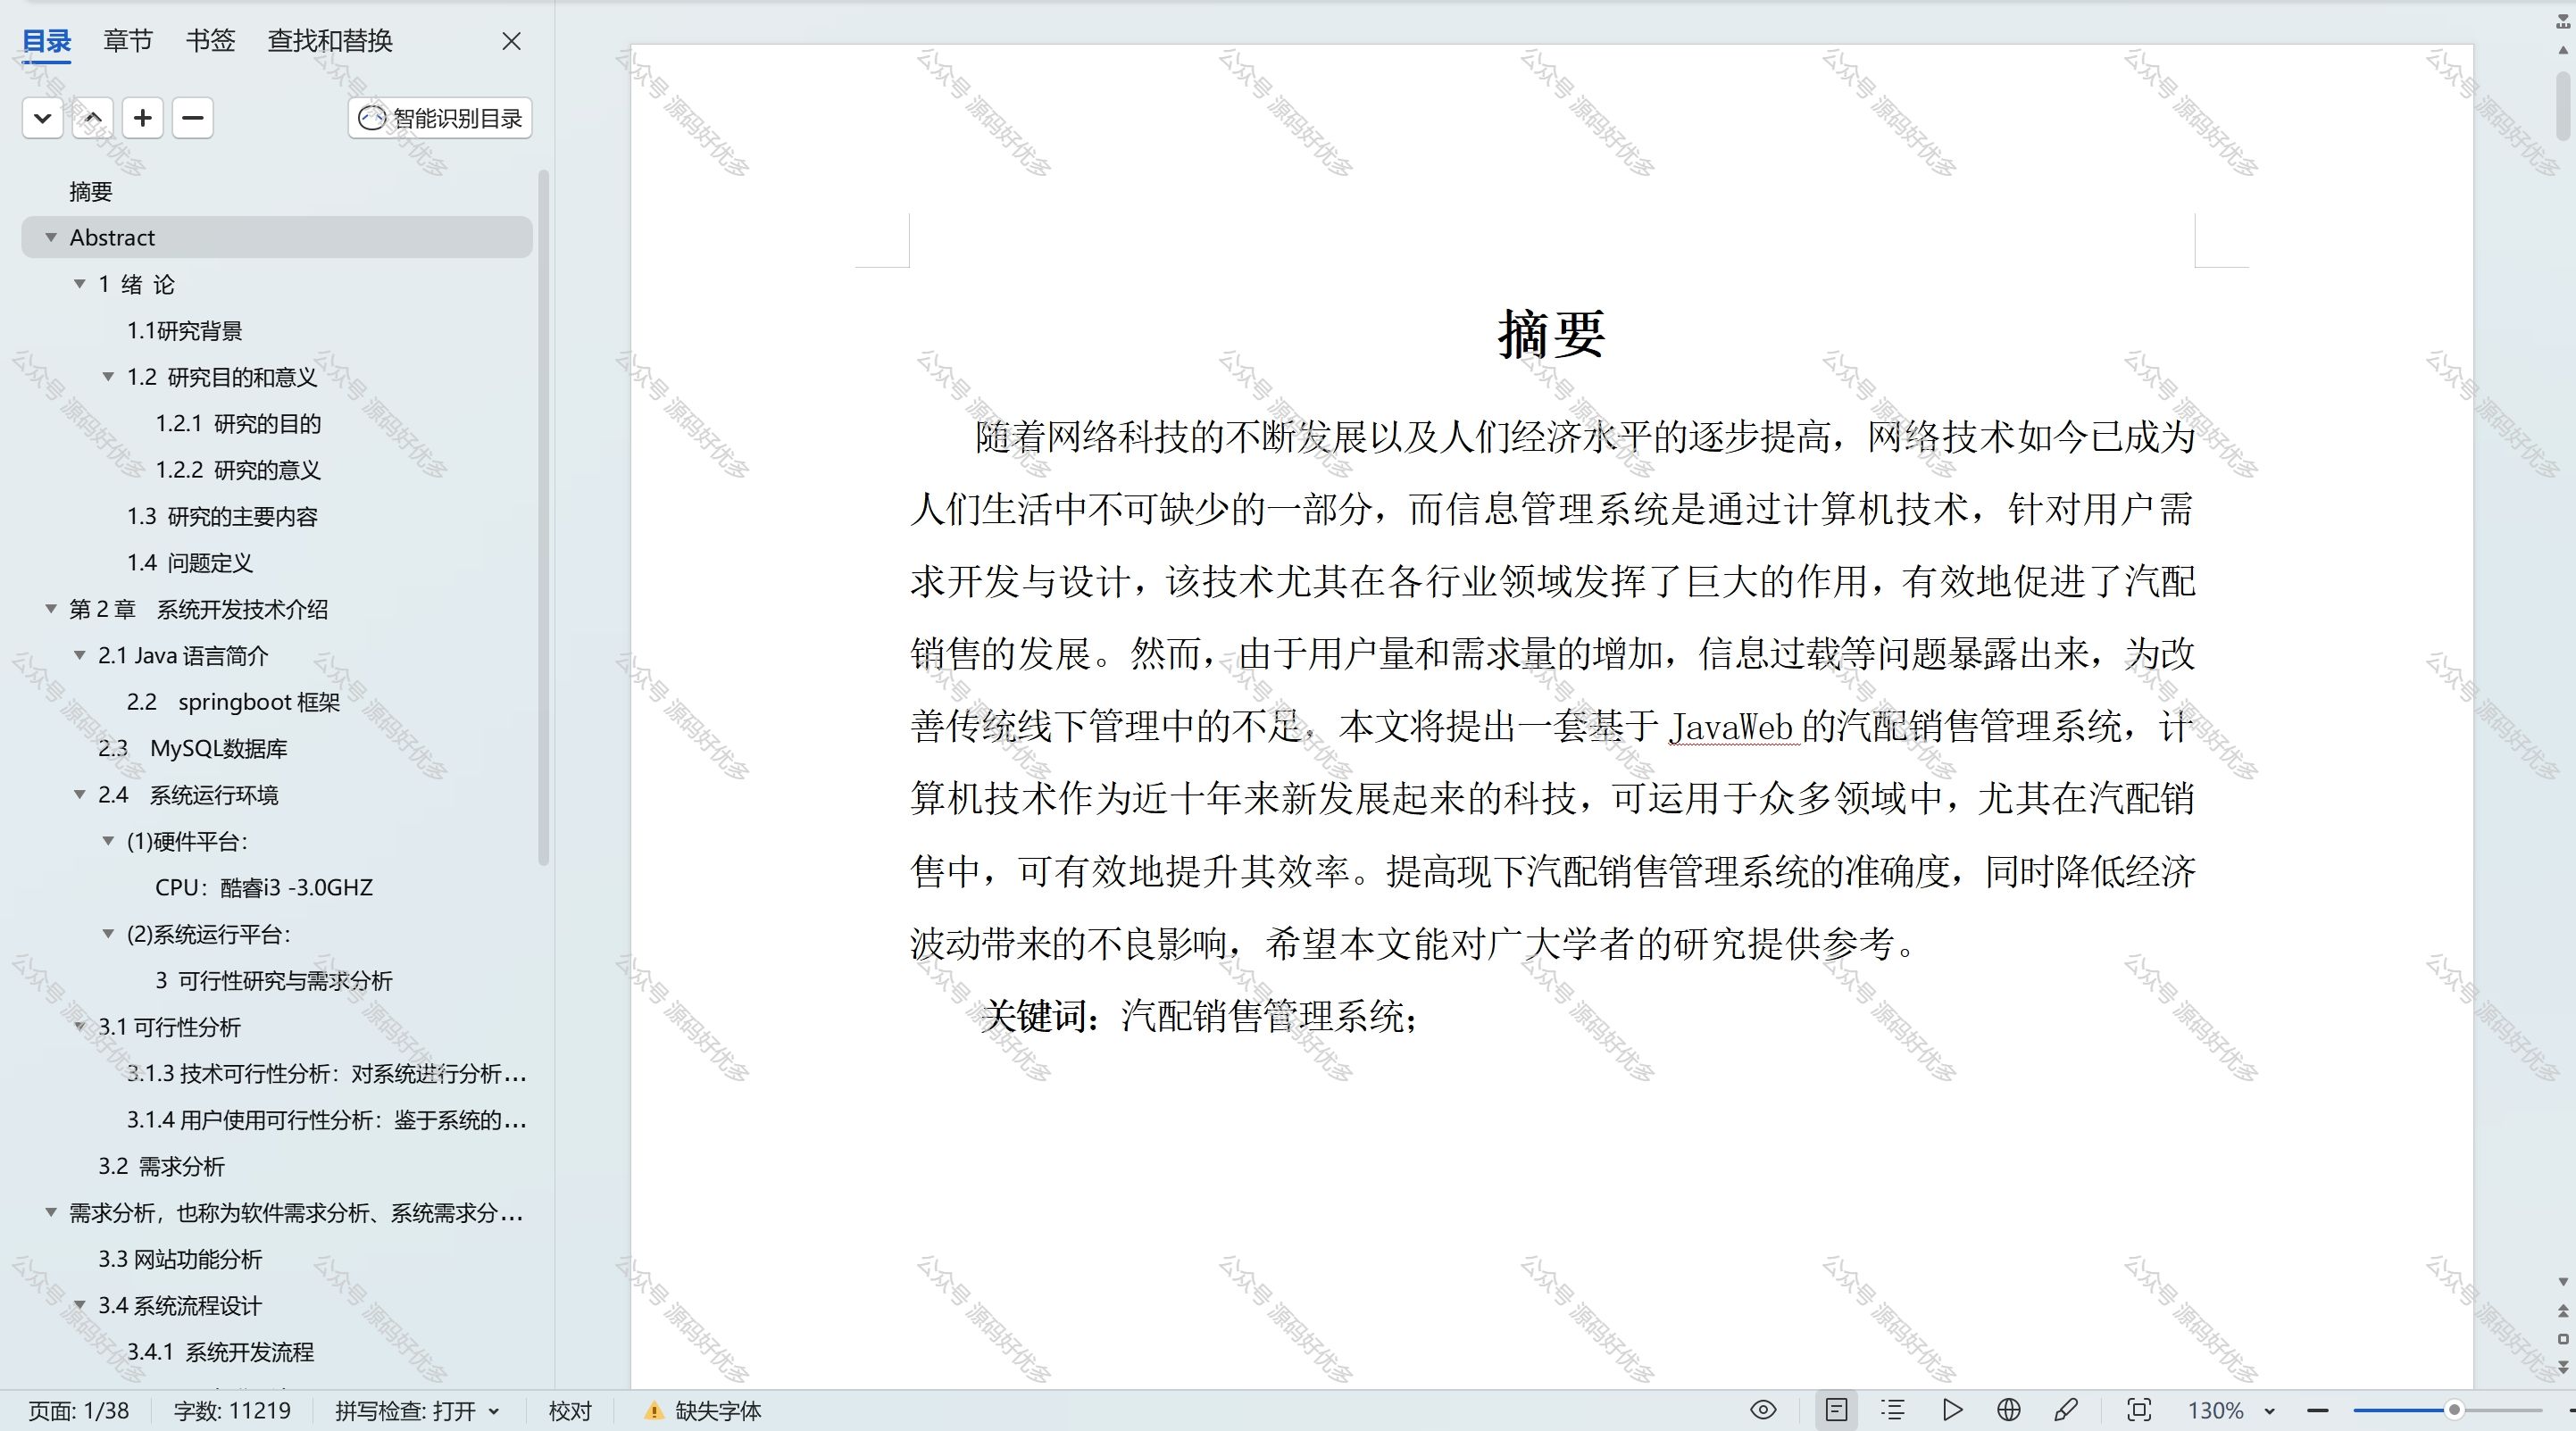 目录 章节 书签 查找和替换
智能识别目录
摘要
Abstract
1 绪 论
1.1研究背景
1.2 研究目的和意义
1.2.1 研究的目的
1.2.2 研究的意义
1.3 研究的主要内容
1.4 问题定义
第 2 章 系统开发技术介绍
2.1 Java 语言简介
2.2 springboot 框架
2.3 MySQL数据库
2.4 系统运行环境
(1)硬件平台：
CPU：酷睿i3 -3.0GHZ
(2)系统运行平台：
3 可行性研究与需求分析
3.1 可行性分析
3.1.3 技术可行性分析：对系统进行分析...
3.1.4 用户使用可行性分析：鉴于系统的...
3.2 需求分析
需求分析，也称为软件需求分析、系统需求分...
3.3 网站功能分析
3.4 系统流程设计
3.4.1 系统开发流程
摘要
随着网络科技的不断发展以及人们经济水平的逐步提高，网络技术如今已成为
人们生活中不可缺少的一部分，而信息管理系统是通过计算机技术，针对用户需
求开发与设计，该技术尤其在各行业领域发挥了巨大的作用，有效地促进了汽配
销售的发展。然而，由于用户量和需求量的增加，信息过载等问题暴露出来，为改
善传统线下管理中的不足。本文将提出一套基于 JavaWeb 的汽配销售管理系统，计
算机技术作为近十年来新发展起来的科技，可运用于众多领域中，尤其在汽配销
售中，可有效地提升其效率。提高现下汽配销售管理系统的准确度，同时降低经济
波动带来的不良影响，希望本文能对广大学者的研究提供参考。
关键词：汽配销售管理系统；
页面: 1/38 字数: 11219 拼写检查: 打开 校对 缺失字体 130%
公众号 源码好优多